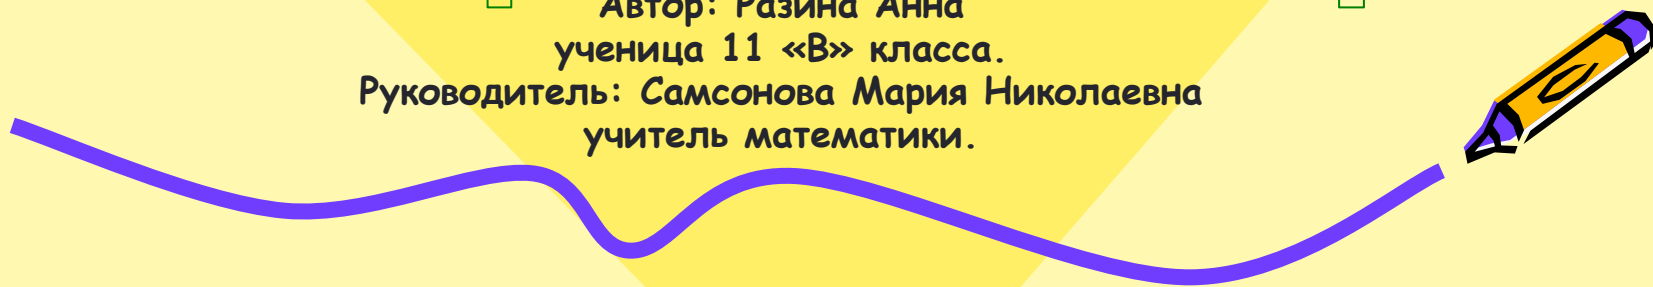 Автор: Разина Анна
ученица 11 «В» класса.
Руководитель: Самсонова Мария Николаевна
учитель математики.